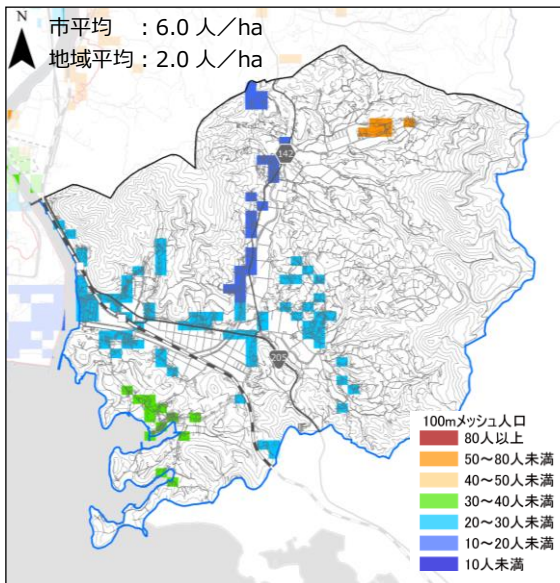 N
市平均　：6.0 人／ha
地域平均：2.0 人／ha
142
205
100mメッシュ人口
80人以上
50～80人未満
40～50人未満
30～40人未満
20～30人未満
10～20人未満
10人未満